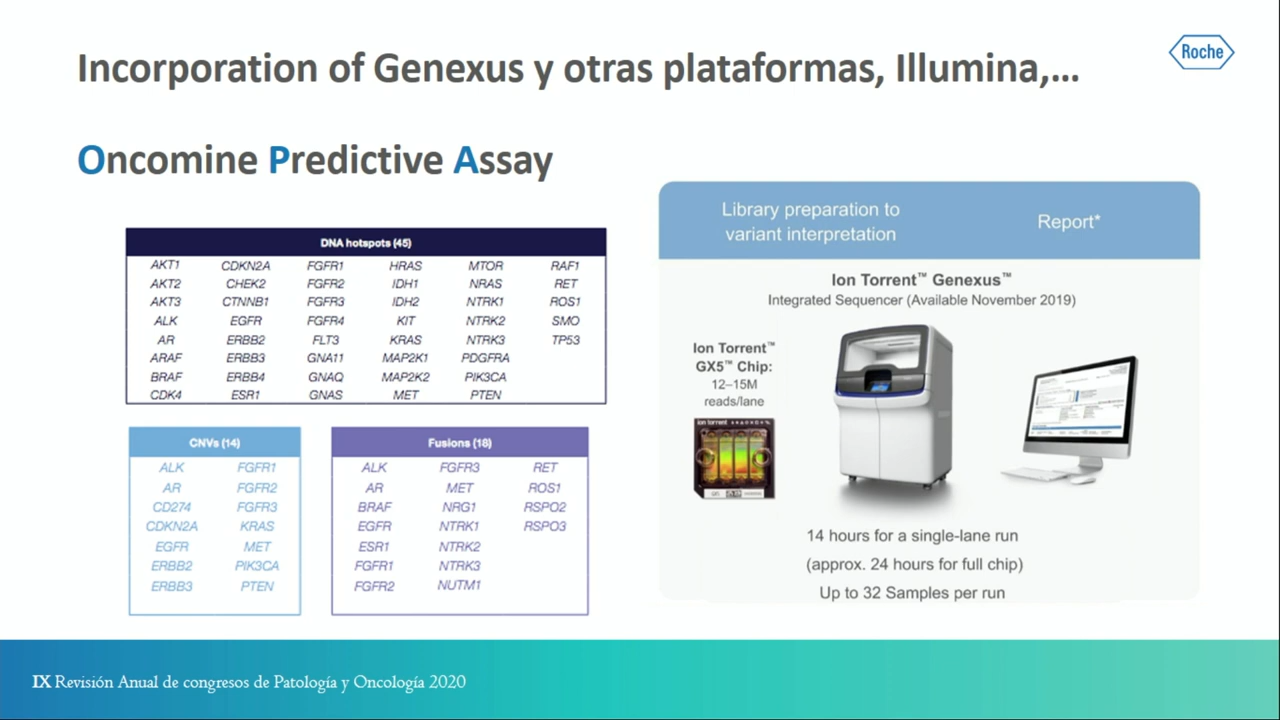 Incorporation of Genexus y otras plataformas, Illumina,...
Roche
Oncomine Predictive Assay
DNA hotspots (45)
AKT1 CDKN2A FGFR1 HRAS MTOR RAF1
AKT2 CHEK2 FGFR2 IDH1 NRAS RET
AKT3 CTNNB1 FGFR3 IDH2 NTRK1 ROS1
ALK EGFR FGFR4 KIT NTRK2 SMO
AR ERBB2 FLT3 KRAS NTRK3 TP53
ARAF ERBB3 GNA11 MAP2K1 PDGFRA
BRAF ERBB4 GNAQ MAP2K2 PIK3CA
CDK4 ESR1 GNAS MET PTEN
CNVs (14)
ALK FGFR1
AR FGFR2
CD274 FGFR3
CDKN2A KRAS
EGFR MET
ERBB2 PIK3CA
ERBB3 PTEN
Fusions (18)
ALK FGFR3 RET
AR MET ROS1
BRAF NRG1 RSPO2
EGFR NTRK1 RSPO3
ESR1 NTRK2
FGFR1 NTRK3
FGFR2 NUTM1
Library preparation to
variant interpretation
Report*
Ion Torrent™ Genexus™
Integrated Sequencer (Available November 2019)
Ion Torrent™
GX5™ Chip:
12–15M
reads/lane
ion torrent
14 hours for a single-lane run
(approx. 24 hours for full chip)
Up to 32 Samples per run
IX Revisión Anual de congresos de Patología y Oncología 2020